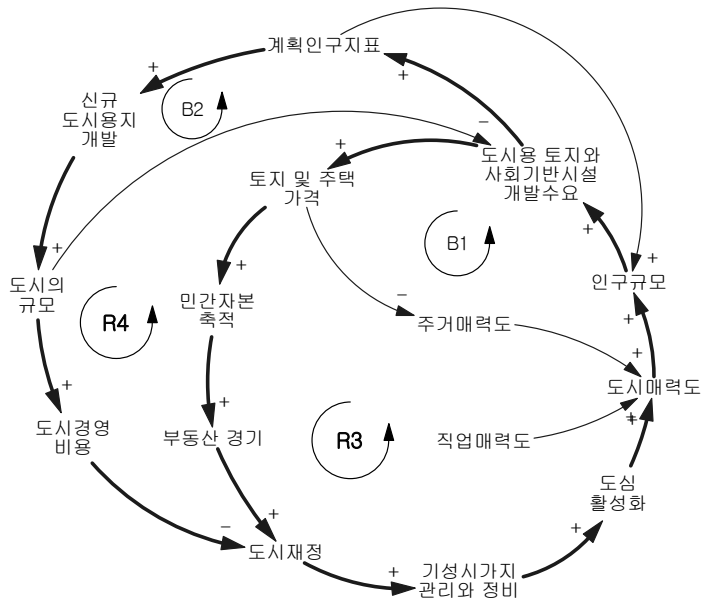 계획인구지표
+
+
신규
도시용지
개발
B2
−
+
도시용 토지와
사회기반시설
개발수요
토지 및 주택
가격
B1
+
+
+
+
도시의
규모
인구규모
민간자본
축적
R4
−
주거매력도
+
+
+
도시매력도
+
도시경영
비용
부동산 경기
R3
직업매력도
+
+
도심
활성화
−
+
+
도시재정
+
기성시가지
관리와 정비